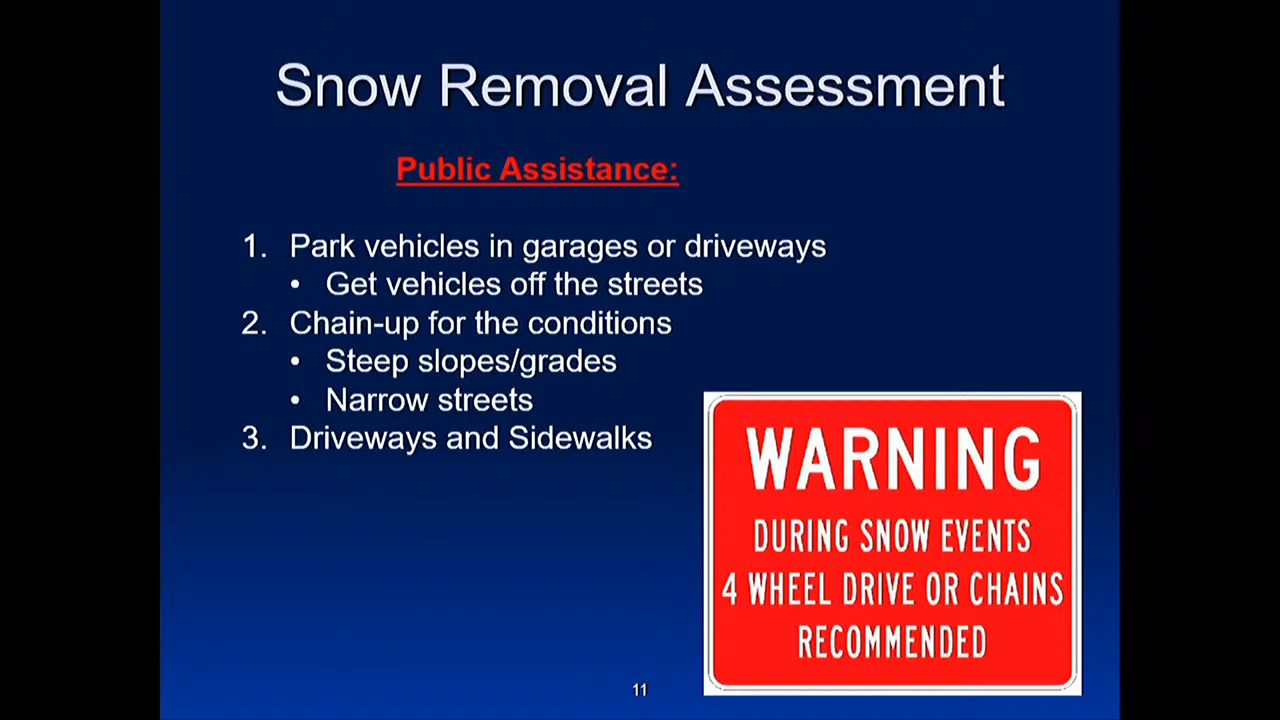 Snow Removal Assessment
Public Assistance:
1. Park vehicles in garages or driveways
• Get vehicles off the streets
2. Chain-up for the conditions
• Steep slopes/grades
• Narrow streets
3. Driveways and Sidewalks
WARNING
DURING SNOW EVENTS
4 WHEEL DRIVE OR CHAINS
RECOMMENDED
11